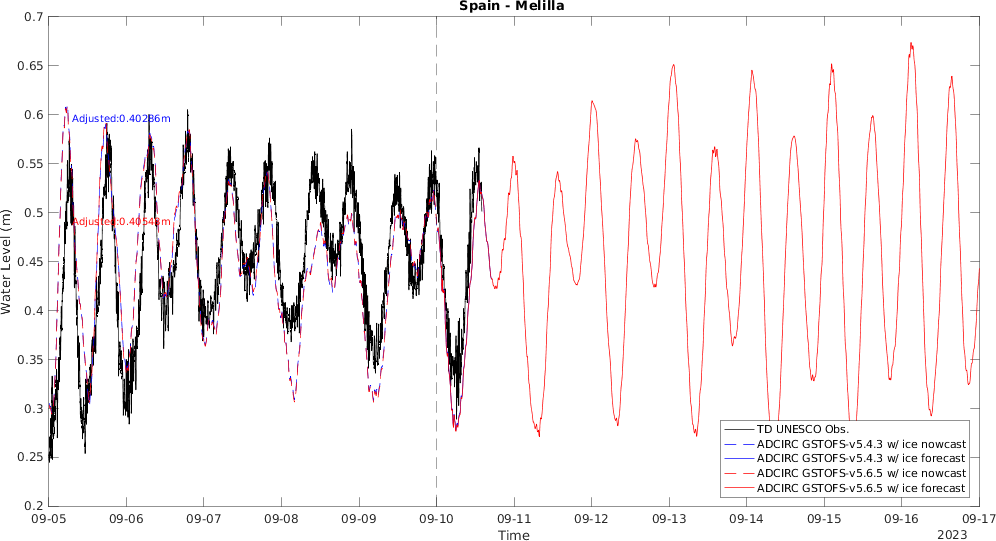 Spain - Melilla
0.7
0.65
0.6
0.55
0.5
0.45
0.4
0.35
0.3
0.25
0.2
Water Level (m)
Adjusted:0.40286m
Adjusted:0.40543m
TD UNESCO Obs.
ADCIRC GSTOFS-v5.4.3 w/ ice nowcast
ADCIRC GSTOFS-v5.4.3 w/ ice forecast
ADCIRC GSTOFS-v5.6.5 w/ ice nowcast
ADCIRC GSTOFS-v5.6.5 w/ ice forecast
09-05 09-06 09-07 09-08 09-09 09-10 09-11 09-12 09-13 09-14 09-15 09-16 09-17
Time
2023